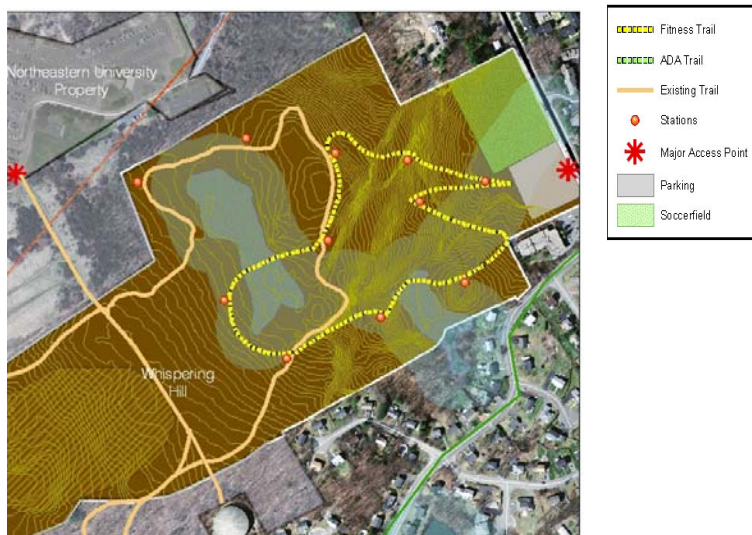 Northeastern University
Property
Whispering
Hill
Fitness Trail
ADA Trail
Existing Trail
Stations
Major Access Point
Parking
Soccerfield